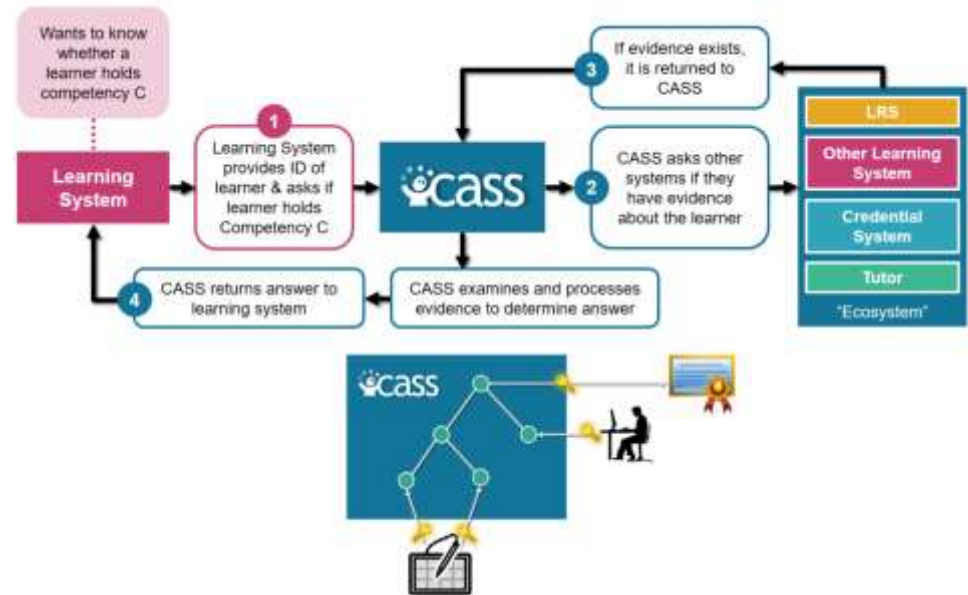 Wants to know
whether a
learner holds
competency C
Learning
System
1
Learning System
provides ID of
learner & asks if
learner holds
Competency C
cass
3
If evidence exists,
it is returned to
CASS
2
CASS asks other
systems if they
have evidence
about the learner
LRS
Other Learning
System
Credential
System
Tutor
"Ecosystem"
4
CASS returns answer to
learning system
CASS examines and processes
evidence to determine answer
cass